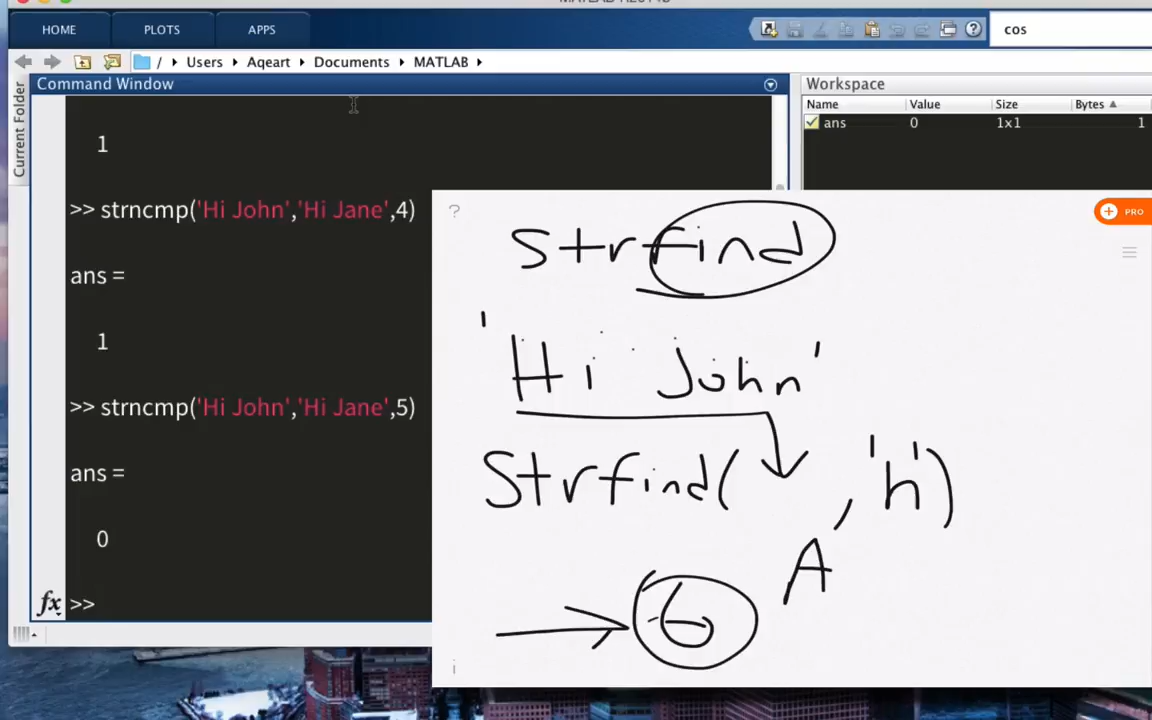 HOME PLOTS APPS cos
/ Users Aqeart Documents MATLAB
Current Folder
Command Window
1
>> strncmp('Hi John','Hi Jane',4)
ans =
1
>> strncmp('Hi John','Hi Jane',5)
ans =
0
fx >>
Workspace
Name Value Size Bytes
ans 0 1x1 1
?
PRO
strfind
'Hi John'
Strfind( , 'h')
A
6
i